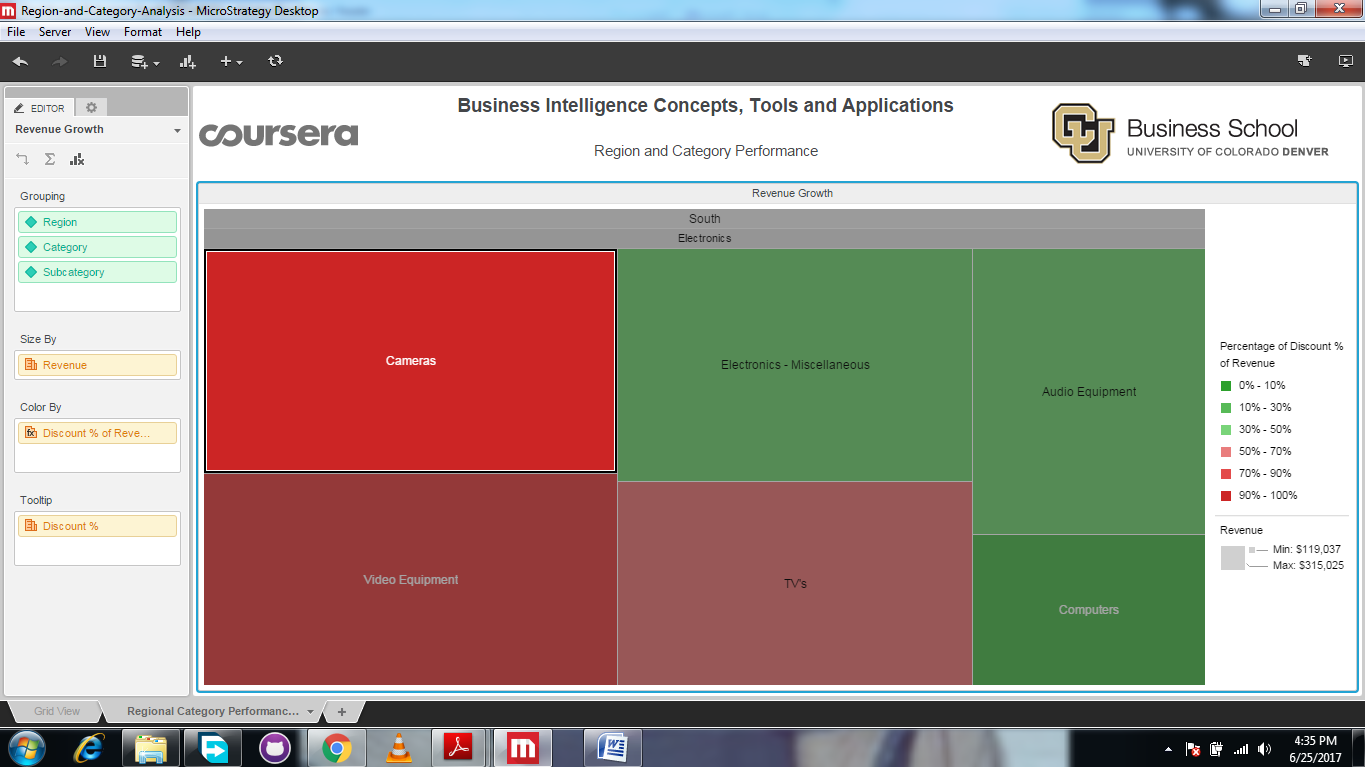 Region-and-Category-Analysis - MicroStrategy Desktop
File Server View Format Help
EDITOR
Revenue Growth
Grouping
Region
Category
Subcategory
Size By
Revenue
Color By
Discount % of Reve...
Tooltip
Discount %
coursera
Business Intelligence Concepts, Tools and Applications
Region and Category Performance
CU
Business School
UNIVERSITY OF COLORADO DENVER
Revenue Growth
South
Electronics
Cameras
Electronics - Miscellaneous
Audio Equipment
Video Equipment
TV's
Computers
Percentage of Discount %
of Revenue
0% - 10%
10% - 30%
30% - 50%
50% - 70%
70% - 90%
90% - 100%
Revenue
Min: $119,037
Max: $315,025
Grid View
Regional Category Performanc...
4:35 PM
6/25/2017